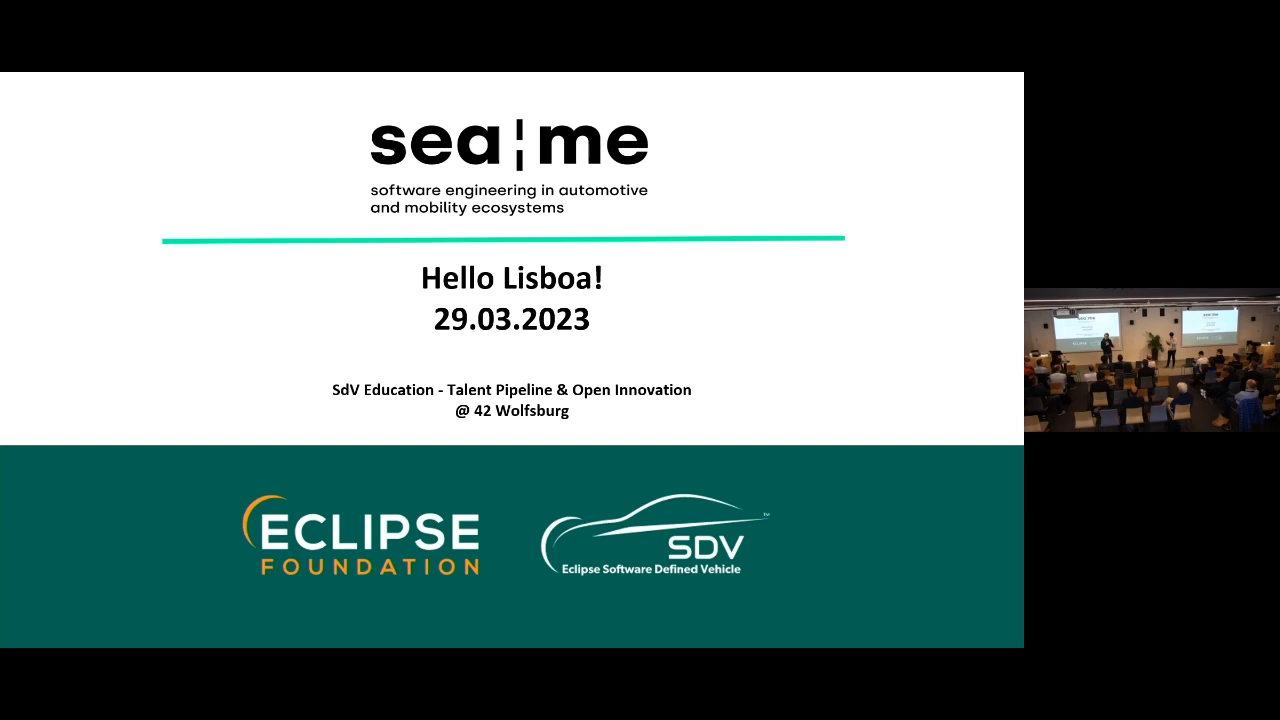 sea¦me
software engineering in automotive
and mobility ecosystems
Hello Lisboa!
29.03.2023
SdV Education - Talent Pipeline & Open Innovation
@ 42 Wolfsburg
ECLIPSE
FOUNDATION
SDV
™
Eclipse Software Defined Vehicle